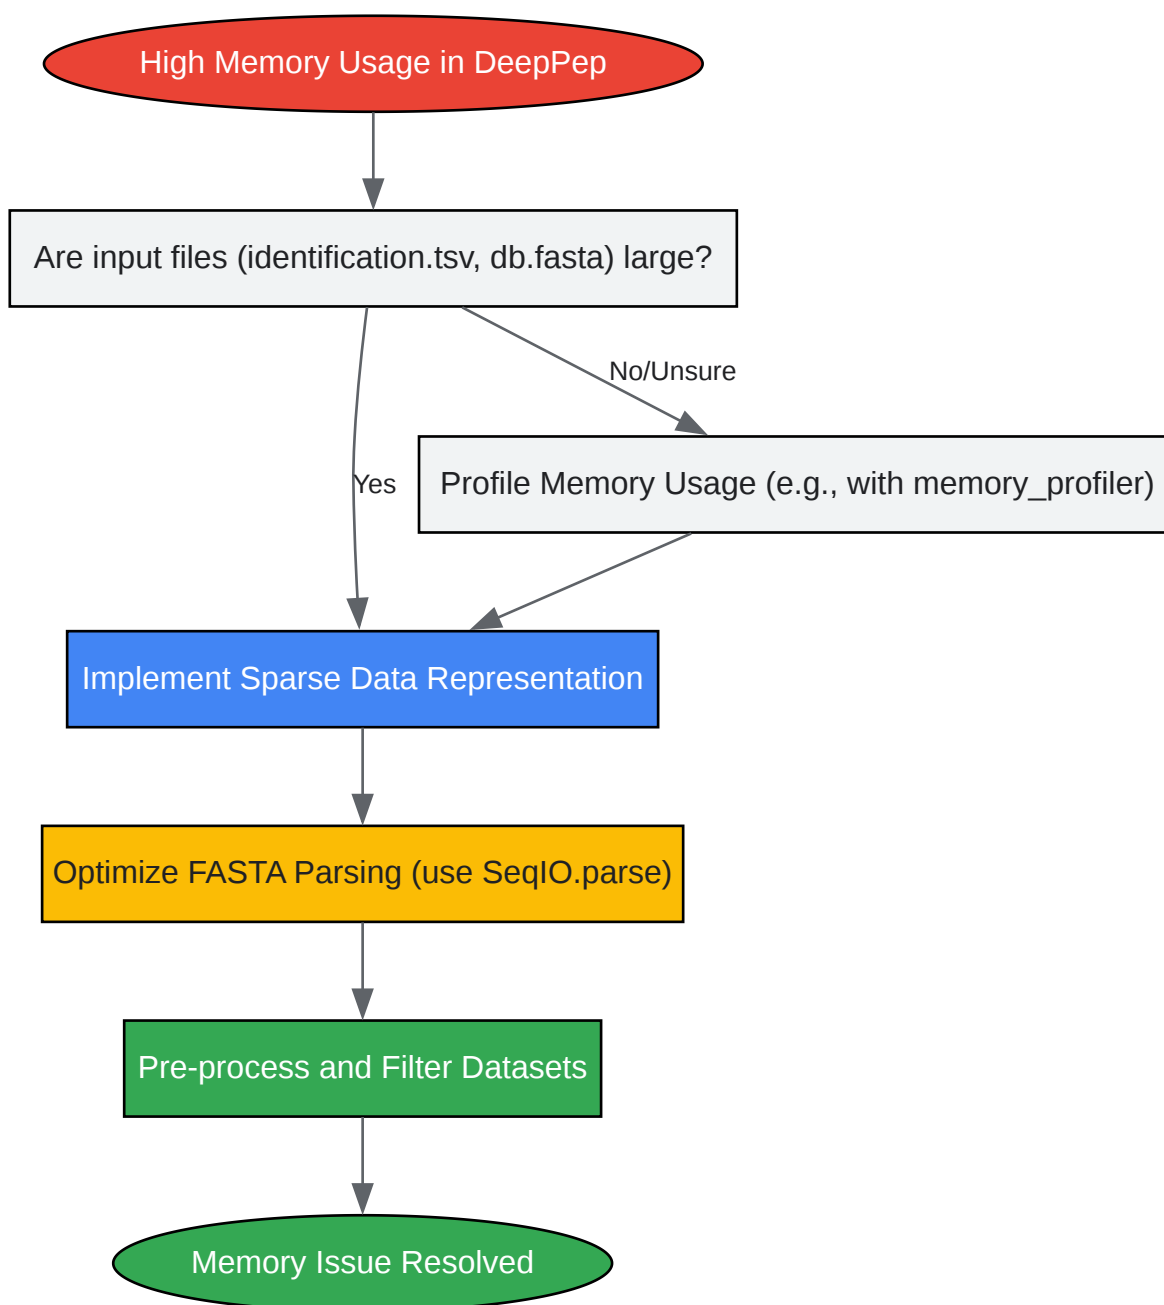 High Memory Usage in DeepPep
Are input files (identification.tsv, db.fasta) large?
No/Unsure
Yes
Profile Memory Usage (e.g., with memory_profiler)
Implement Sparse Data Representation
Optimize FASTA Parsing (use SeqIO.parse)
Pre-process and Filter Datasets
Memory Issue Resolved